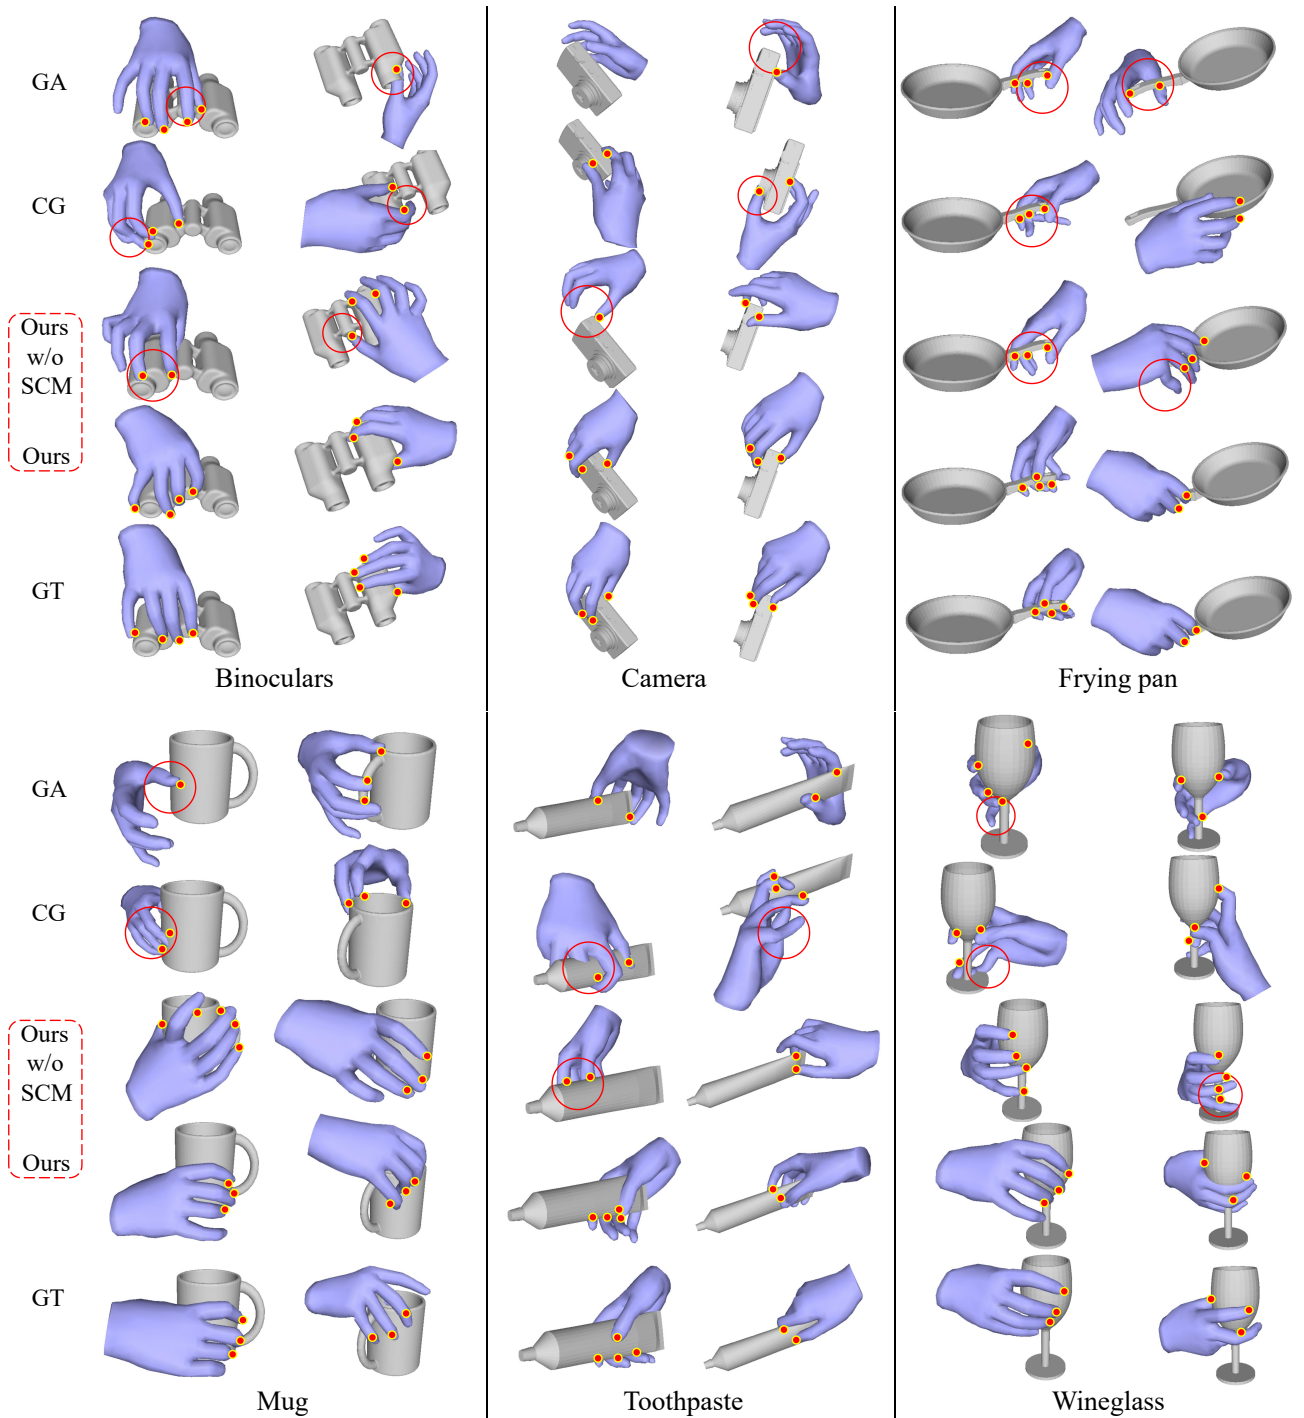 GA
CG
Ours
w/o
SCM
Ours
GT
Binoculars
Camera
Frying pan
GA
CG
Ours
w/o
SCM
Ours
GT
Mug
Toothpaste
Wineglass